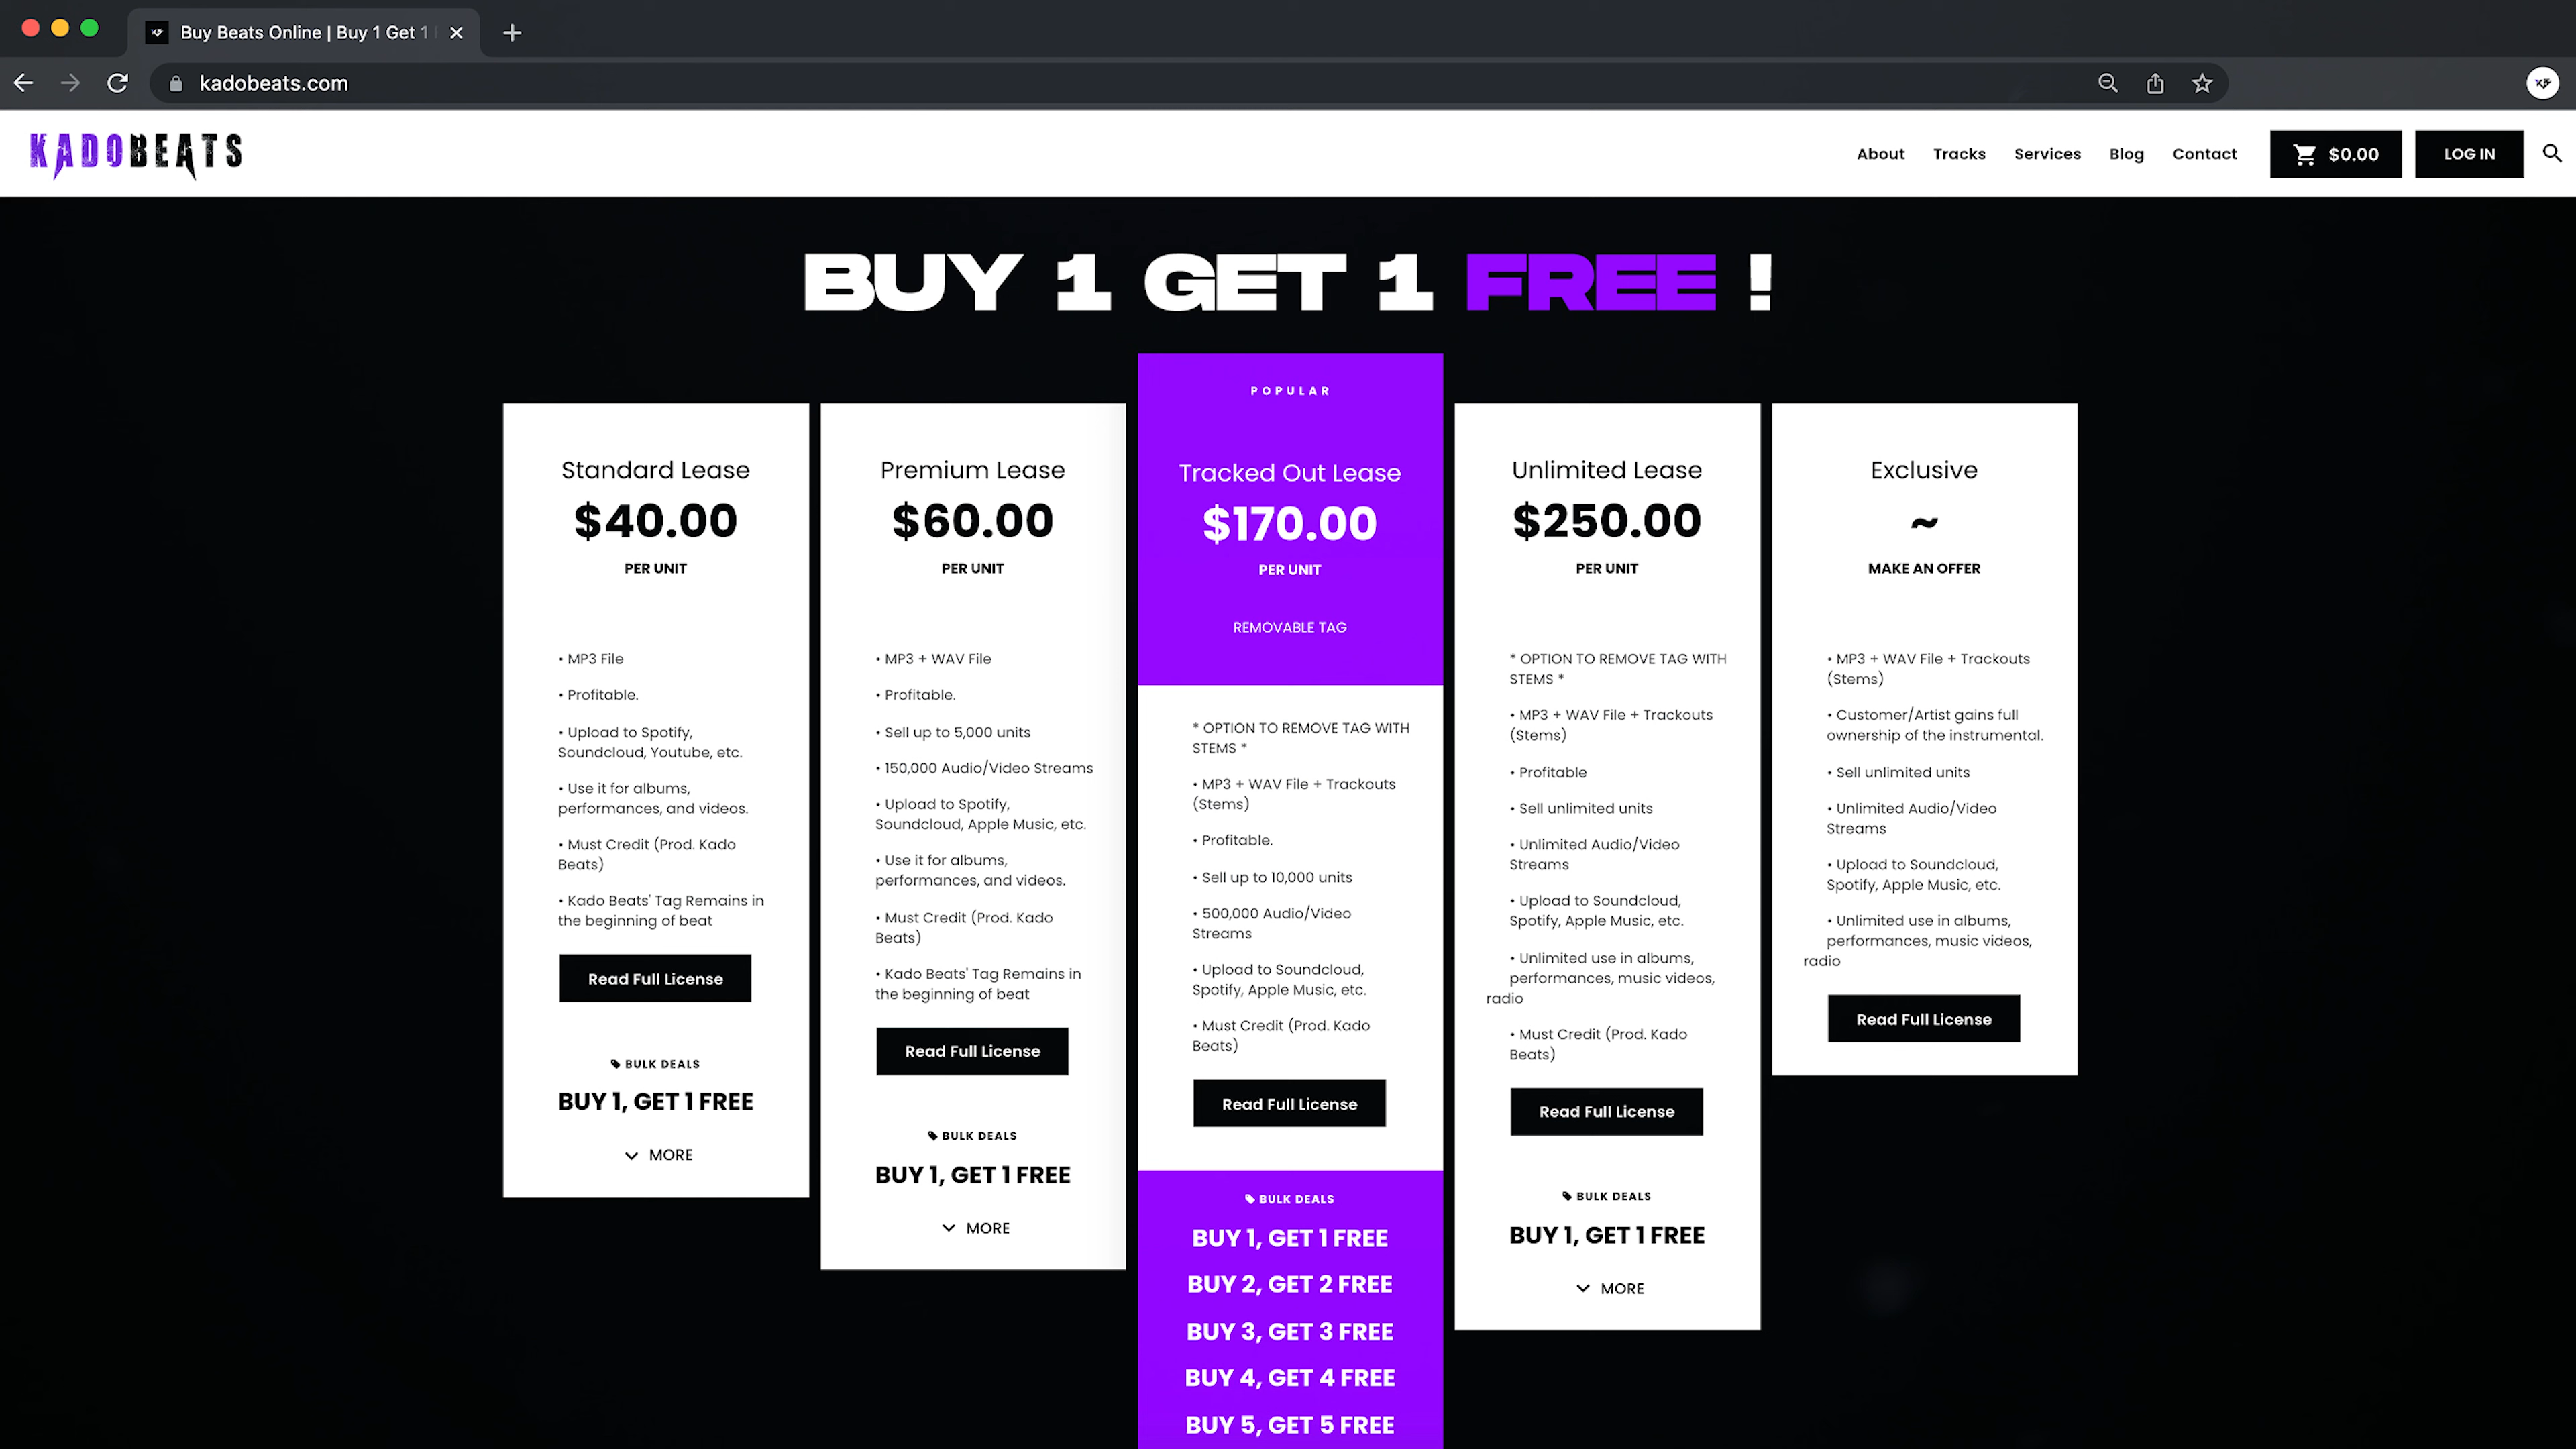 Buy Beats Online | Buy 1 Get 1
kadobeats.com
KADOBEATS
About
Tracks
Services
Blog
Contact
$0.00
LOG IN
BUY 1 GET 1 FREE !
Standard Lease
$40.00
PER UNIT
• MP3 File
• Profitable.
• Upload to Spotify,
Soundcloud, Youtube, etc.
• Use it for albums,
performances, and videos.
• Must Credit (Prod. Kado
Beats)
• Kado Beats' Tag Remains in
the beginning of beat
Read Full License
BULK DEALS
BUY 1, GET 1 FREE
MORE
Premium Lease
$60.00
PER UNIT
• MP3 + WAV File
• Profitable.
• Sell up to 5,000 units
• 150,000 Audio/Video Streams
• Upload to Spotify,
Soundcloud, Apple Music, etc.
• Use it for albums,
performances, and videos.
• Must Credit (Prod. Kado
Beats)
• Kado Beats' Tag Remains in
the beginning of beat
Read Full License
BULK DEALS
BUY 1, GET 1 FREE
MORE
POPULAR
Tracked Out Lease
$170.00
PER UNIT
REMOVABLE TAG
* OPTION TO REMOVE TAG WITH
STEMS *
• MP3 + WAV File + Trackouts
(Stems)
• Profitable.
• Sell up to 10,000 units
• 500,000 Audio/Video
Streams
• Upload to Soundcloud,
Spotify, Apple Music, etc.
• Must Credit (Prod. Kado
Beats)
Read Full License
BULK DEALS
BUY 1, GET 1 FREE
BUY 2, GET 2 FREE
BUY 3, GET 3 FREE
BUY 4, GET 4 FREE
BUY 5, GET 5 FREE
Unlimited Lease
$250.00
PER UNIT
* OPTION TO REMOVE TAG WITH
STEMS *
• MP3 + WAV File + Trackouts
(Stems)
• Profitable
• Sell unlimited units
• Unlimited Audio/Video
Streams
• Upload to Soundcloud,
Spotify, Apple Music, etc.
• Unlimited use in albums,
performances, music videos,
radio
• Must Credit (Prod. Kado
Beats)
Read Full License
BULK DEALS
BUY 1, GET 1 FREE
MORE
Exclusive
~
MAKE AN OFFER
• MP3 + WAV File + Trackouts
(Stems)
• Customer/Artist gains full
ownership of the instrumental.
• Sell unlimited units
• Unlimited Audio/Video
Streams
• Upload to Soundcloud,
Spotify, Apple Music, etc.
• Unlimited use in albums,
performances, music videos,
radio
Read Full License